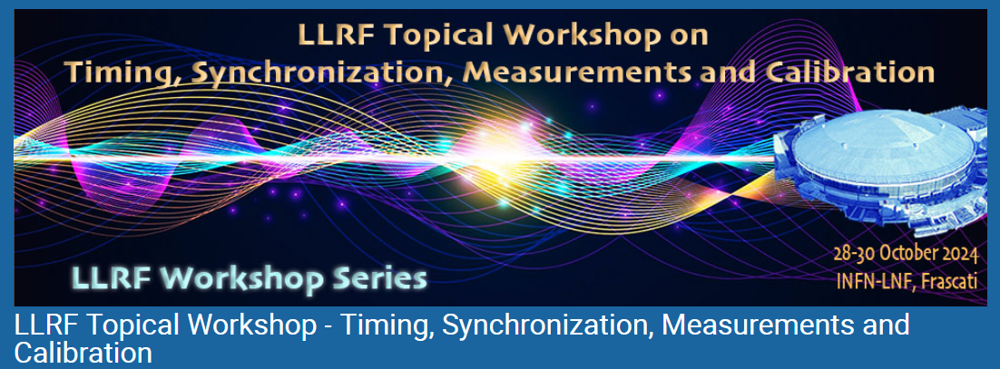 LLRF Topical Workshop on
Timing, Synchronization, Measurements and Calibration
28-30 October 2024
INFN-LNF, Frascati
LLRF Workshop Series
LLRF Topical Workshop - Timing, Synchronization, Measurements and
Calibration